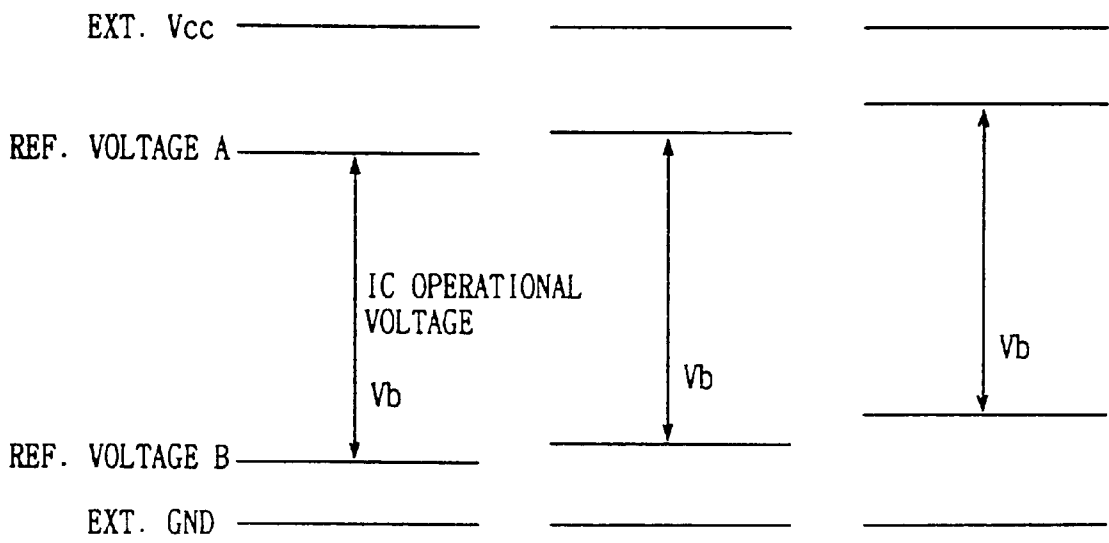 EXT. Vcc
REF. VOLTAGE A
IC OPERATIONAL
VOLTAGE
Vb
Vb
Vb
REF. VOLTAGE B
EXT. GND